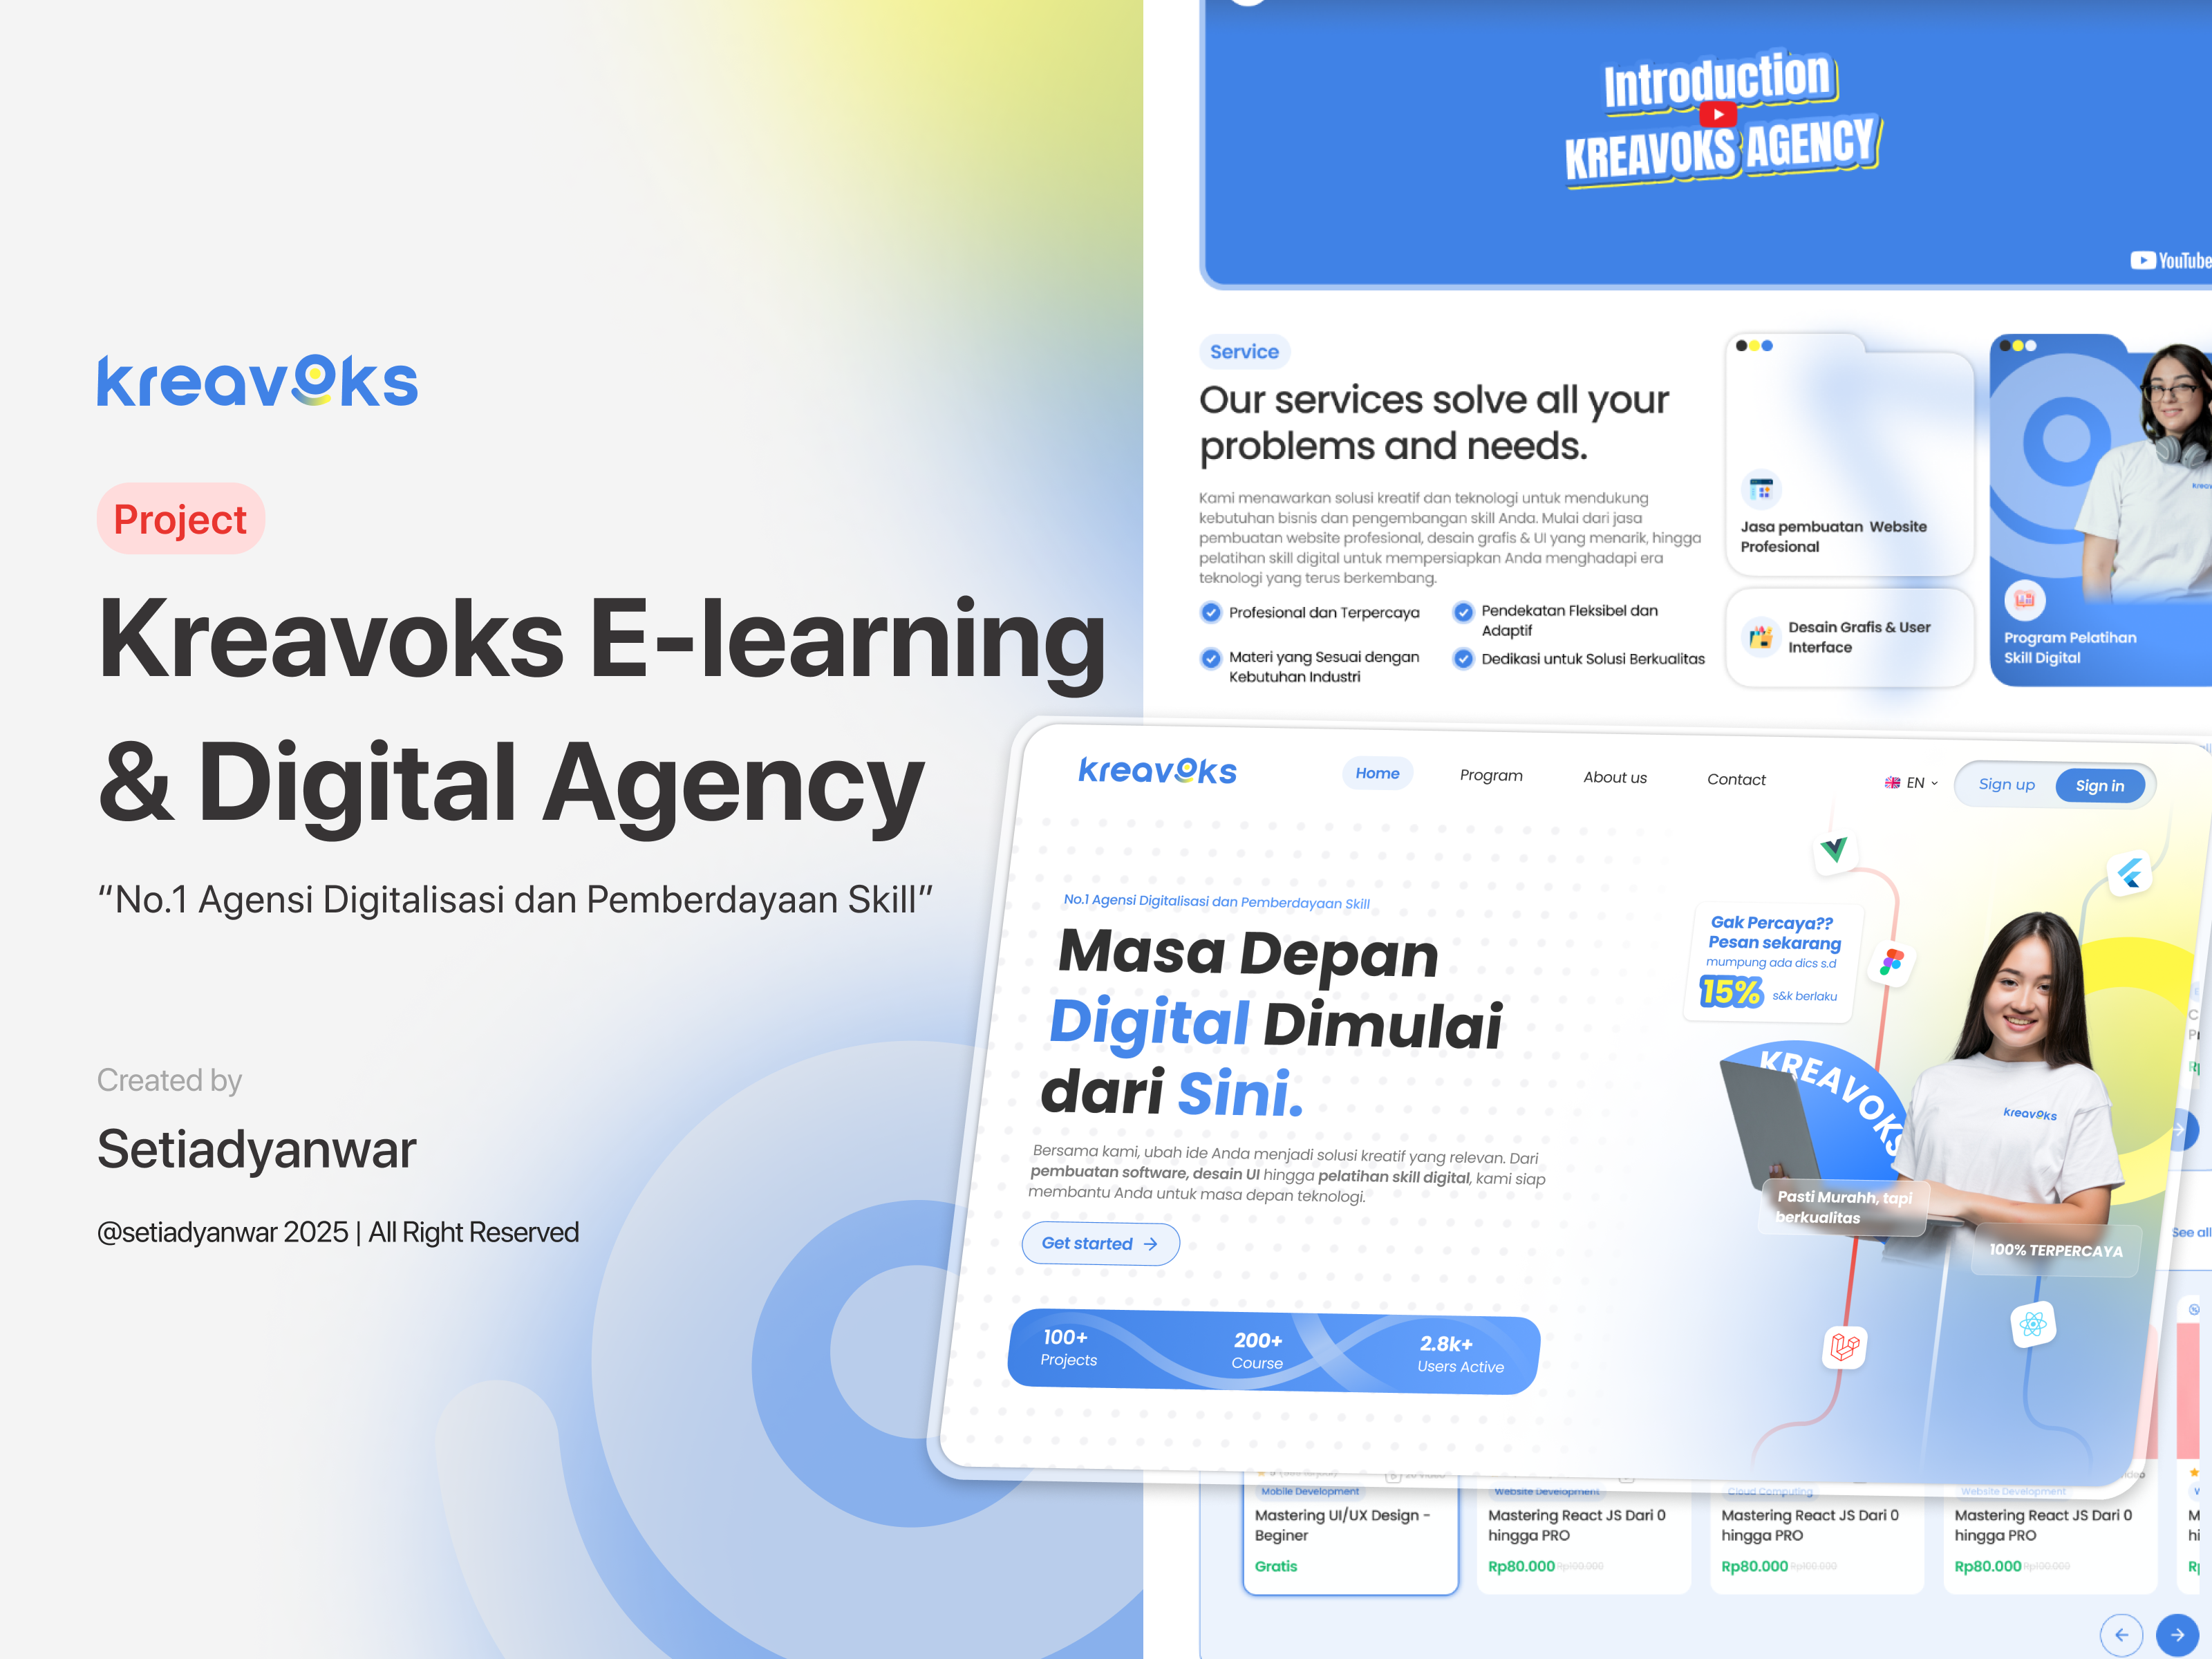 kreavoks
Project
Kreavoks E-learning
& Digital Agency
“No.1 Agensi Digitalisasi dan Pemberdayaan Skill”
Created by
Setiadyanwar
@setiadyanwar 2025 | All Right Reserved
Introduction
KREAVOKS AGENCY
YouTube
Service
Our services solve all your
problems and needs.
Kami menawarkan solusi kreatif dan teknologi untuk mendukung
kebutuhan bisnis dan pengembangan skill Anda. Mulai dari jasa
pembuatan website profesional, desain grafis & UI yang menarik, hingga
pelatihan skill digital untuk mempersiapkan Anda menghadapi era
teknologi yang terus berkembang.
Profesional dan Terpercaya
Pendekatan Fleksibel dan
Adaptif
Materi yang Sesuai dengan
Kebutuhan Industri
Dedikasi untuk Solusi Berkualitas
Jasa pembuatan Website
Profesional
Desain Grafis & User
Interface
Program Pelatihan
Skill Digital
kreavoks
Home
Program
About us
Contact
EN
Sign up
Sign in
No.1 Agensi Digitalisasi dan Pemberdayaan Skill
Masa Depan
Digital Dimulai
dari Sini.
Bersama kami, ubah ide Anda menjadi solusi kreatif yang relevan. Dari
pembuatan software, desain UI hingga pelatihan skill digital, kami siap
membantu Anda untuk masa depan teknologi.
Get started
100+
Projects
200+
Course
2.8k+
Users Active
Gak Percaya??
Pesan sekarang
mumpung ada dics s.d
15%
s&k berlaku
KREAVOKS
kreavoks
Pasti Murahh, tapi
berkualitas
100% TERPERCAYA
See all
Mobile Development
Mastering UI/UX Design -
Beginer
Gratis
Website Development
Mastering React JS Dari 0
hingga PRO
Rp80.000 Rp100.000
Cloud Computing
Mastering React JS Dari 0
hingga PRO
Rp80.000 Rp100.000
Website Development
Mastering React JS Dari 0
hingga PRO
Rp80.000 Rp100.000